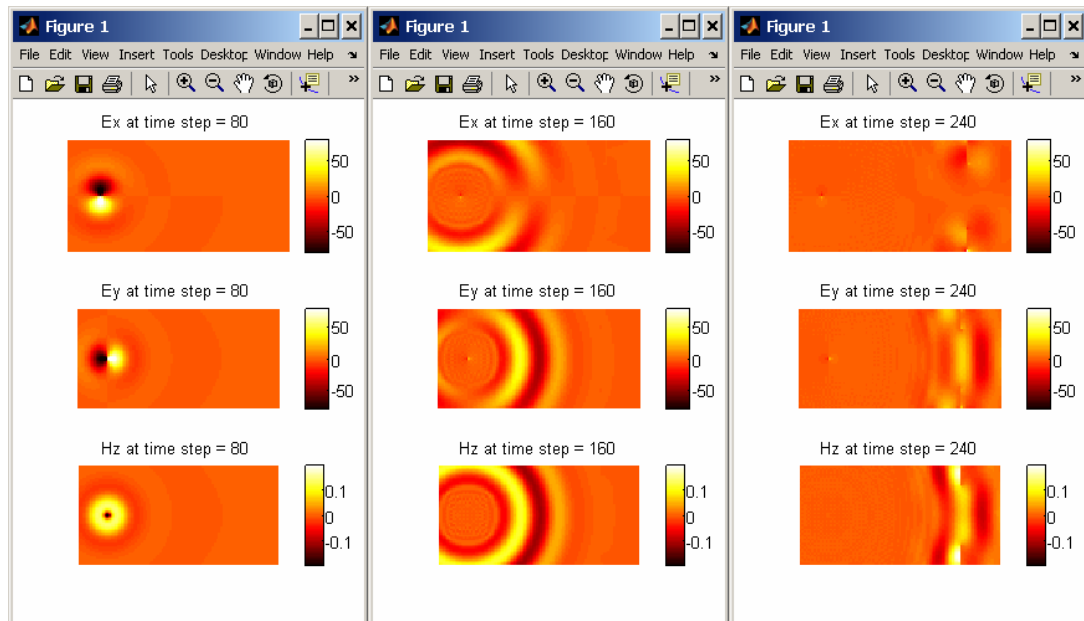 Figure 1
File Edit View Insert Tools Desktop Window Help
Ex at time step = 80
50
0
-50
Ey at time step = 80
50
0
-50
Hz at time step = 80
0.1
0
-0.1
Figure 1
File Edit View Insert Tools Desktop Window Help
Ex at time step = 160
50
0
-50
Ey at time step = 160
50
0
-50
Hz at time step = 160
0.1
0
-0.1
Figure 1
File Edit View Insert Tools Desktop Window Help
Ex at time step = 240
50
0
-50
Ey at time step = 240
50
0
-50
Hz at time step = 240
0.1
0
-0.1